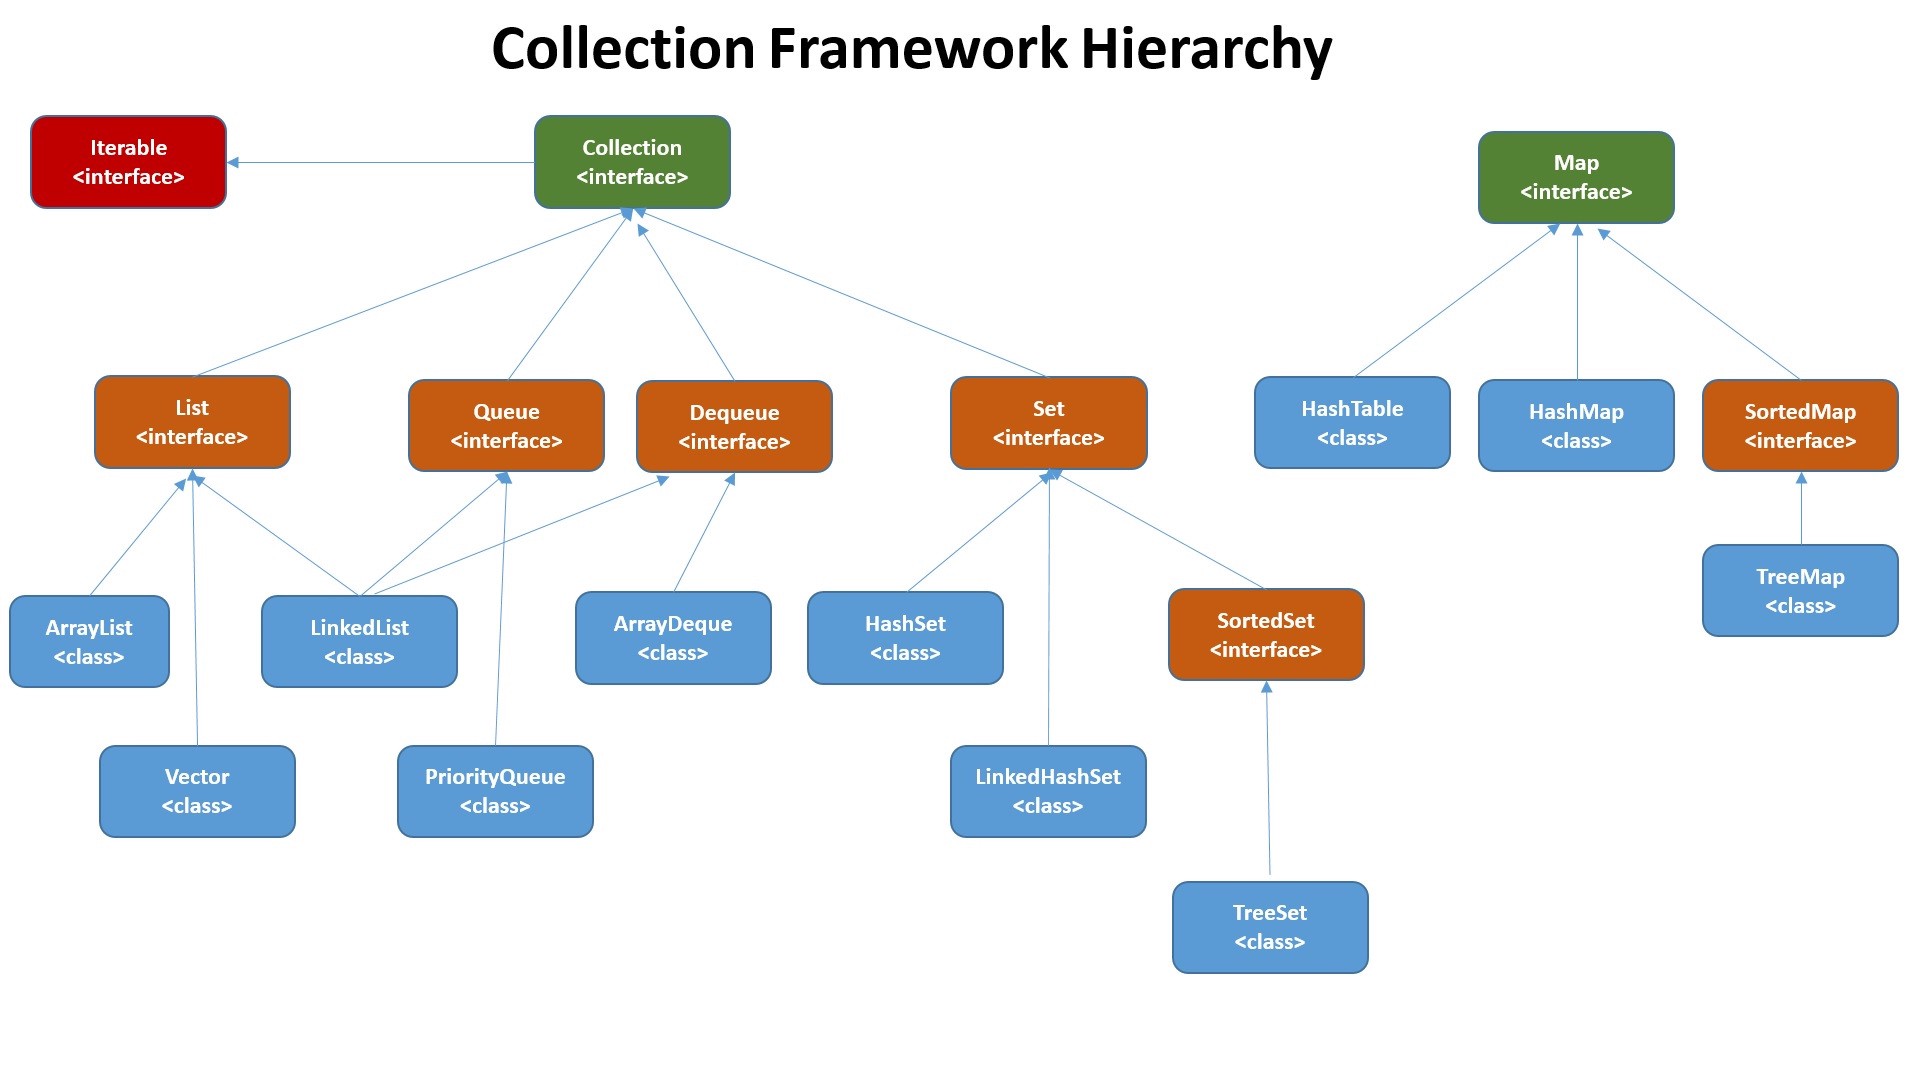 Collection Framework Hierarchy
Iterable
<interface>
Collection
<interface>
Map
<interface>
List
<interface>
Queue
<interface>
Dequeue
<interface>
Set
<interface>
HashTable
<class>
HashMap
<class>
SortedMap
<interface>
ArrayList
<class>
LinkedList
<class>
ArrayDeque
<class>
HashSet
<class>
SortedSet
<interface>
TreeMap
<class>
Vector
<class>
PriorityQueue
<class>
LinkedHashSet
<class>
TreeSet
<class>